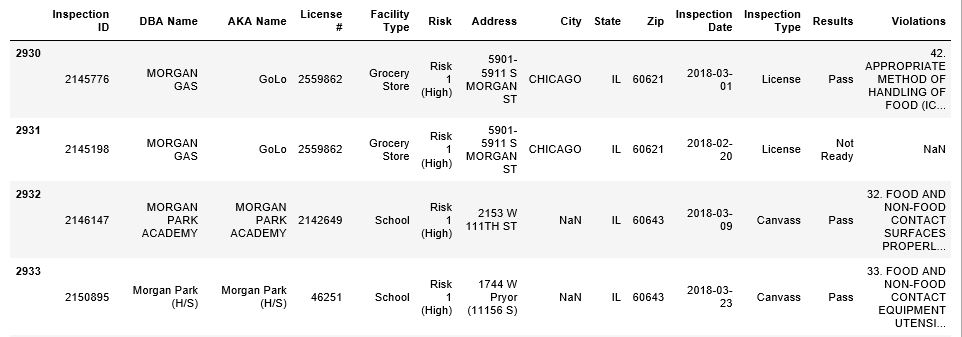 Inspection ID DBA Name AKA Name License # Facility Type Risk Address City State Zip Inspection Date Inspection Type Results Violations
2930 2145776 MORGAN GAS GoLo 2559862 Grocery Store Risk 1 (High) 5901-5911 S MORGAN ST CHICAGO IL 60621 2018-03-01 License Pass 42. APPROPRIATE METHOD OF HANDLING OF FOOD (IC...
2931 2145198 MORGAN GAS GoLo 2559862 Grocery Store Risk 1 (High) 5901-5911 S MORGAN ST CHICAGO IL 60621 2018-02-20 License Not Ready NaN
2932 2146147 MORGAN PARK ACADEMY MORGAN PARK ACADEMY 2142649 School Risk 1 (High) 2153 W 111TH ST NaN IL 60643 2018-03-09 Canvass Pass 32. FOOD AND NON-FOOD CONTACT SURFACES PROPERL...
2933 2150895 Morgan Park (H/S) Morgan Park (H/S) 46251 School Risk 1 (High) 1744 W Pryor (11156 S) NaN IL 60643 2018-03-23 Canvass Pass 33. FOOD AND NON-FOOD CONTACT EQUIPMENT UTENSI...